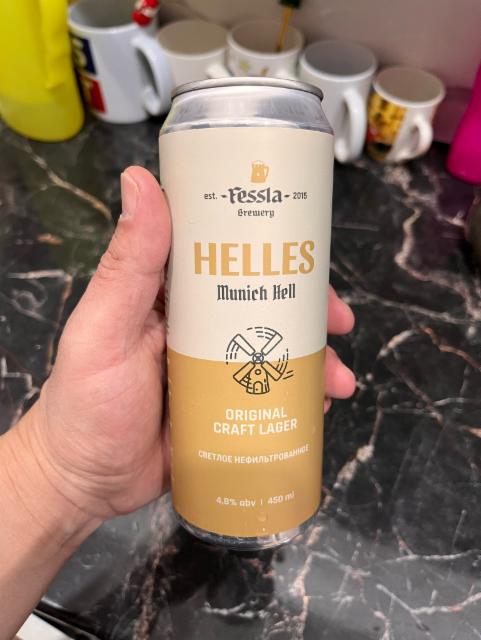 est. -Fessla- 2015
Brewery
HELLES
Munich Hell
ORIGINAL
CRAFT LAGER
СВЕТЛОЕ НЕФИЛЬТРОВАННОЕ
4,8% abv | 450 ml